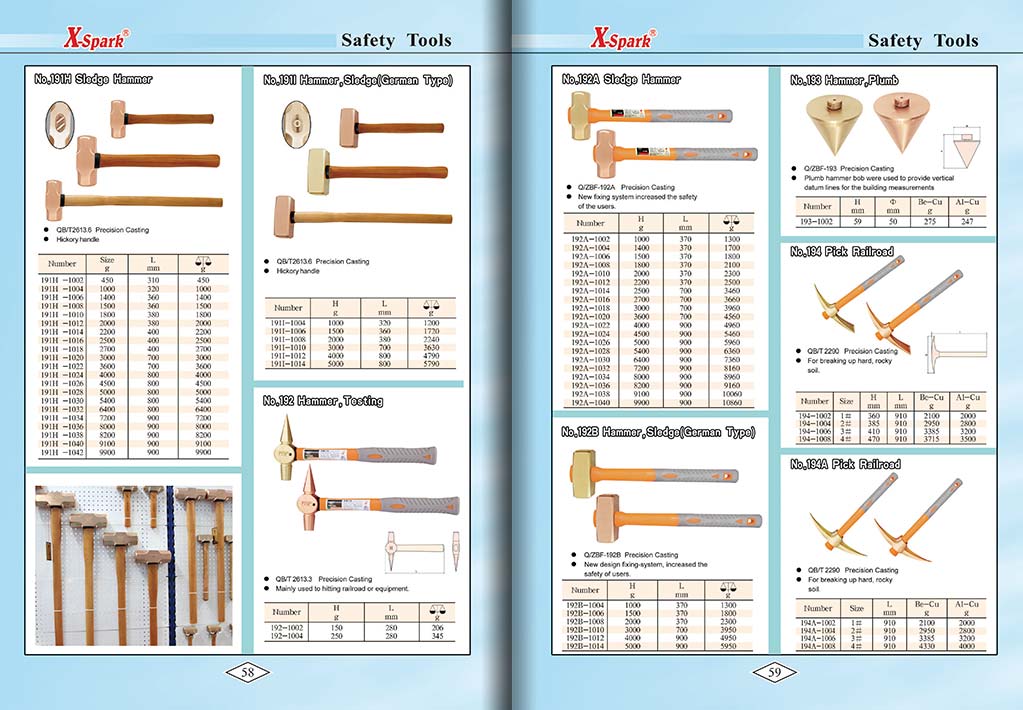 X-Spark®
Safety Tools
No.191H Sledge Hammer
QB/T2613.6 Precision Casting
Hickory handle
Number Size g L mm g
191H -1002 450 310 450
191H -1004 1000 320 1000
191H -1006 1400 360 1400
191H -1008 1500 360 1500
191H -1010 1800 380 1800
191H -1012 2000 380 2000
191H -1014 2200 400 2200
191H -1016 2500 400 2500
191H -1018 2700 400 2700
191H -1020 3000 700 3000
191H -1022 3600 700 3600
191H -1024 4000 800 4000
191H -1026 4500 800 4500
191H -1028 5000 800 5000
191H -1030 5400 800 5400
191H -1032 6400 800 6400
191H -1034 7200 900 7200
191H -1036 8000 900 8000
191H -1038 8200 900 8200
191H -1040 9100 900 9100
191H -1042 9900 900 9900
No.191I Hammer,Sledge(German Type)
QB/T2613.6 Precision Casting
Hickory handle
Number H g L mm g
191I-1004 1000 320 1200
191I-1006 1500 360 1720
191I-1008 2000 380 2240
191I-1010 3000 700 3630
191I-1012 4000 800 4790
191I-1014 5000 800 5790
No.192 Hammer,Testing
QB/T 2613.3 Precision Casting
Mainly used to hitting railroad or equipment.
Number H g L mm g
192-1002 150 280 206
192-1004 250 280 345
58
X-Spark®
Safety Tools
No.192A Sledge Hammer
Q/ZBF-192A Precision Casting
New fixing system increased the safety
of the users.
Number H g L mm g
192A-1002 1000 370 1300
192A-1004 1400 370 1700
192A-1006 1500 370 1800
192A-1008 1800 370 2100
192A-1010 2000 370 2300
192A-1012 2200 370 2500
192A-1014 2500 700 3460
192A-1016 2700 700 3660
192A-1018 3000 700 3960
192A-1020 3600 700 4560
192A-1022 4000 900 4960
192A-1024 4500 900 5460
192A-1026 5000 900 5960
192A-1028 5400 900 6360
192A-1030 6400 900 7360
192A-1032 7200 900 8160
192A-1034 8000 900 8960
192A-1036 8200 900 9160
192A-1038 9100 900 10060
192A-1040 9900 900 10860
No.192B Hammer,Sledge(German Type)
Q/ZBF-192B Precision Casting
New design fixing-system, increased the
safety of users.
Number H g L mm g
192B-1004 1000 370 1300
192B-1006 1500 370 1800
192B-1008 2000 370 2300
192B-1010 3000 700 3950
192B-1012 4000 900 4950
192B-1014 5000 900 5950
No.193 Hammer,Plumb
Q/ZBF-193 Precision Casting
Plumb hammer bob were used to provide vertical
datum lines for the building measurements
Number H mm Φ mm Be-Cu g Al-Cu g
193-1002 59 50 275 247
No.194 Pick Railroad
QB/T 2290 Precision Casting
For breaking up hard, rocky
soil.
Number Size H mm L mm Be-Cu g Al-Cu g
194-1002 1# 360 910 2100 2000
194-1004 2# 385 910 2950 2800
194-1006 3# 410 910 3385 3200
194-1008 4# 470 910 3715 3500
No.194A Pick Railroad
QB/T 2290 Precision Casting
For breaking up hard, rocky
soil.
Number Size L mm Be-Cu g Al-Cu g
194A-1002 1# 910 2100 2000
194A-1004 2# 910 2950 2800
194A-1006 3# 910 3385 3200
194A-1008 4# 910 4330 4000
59